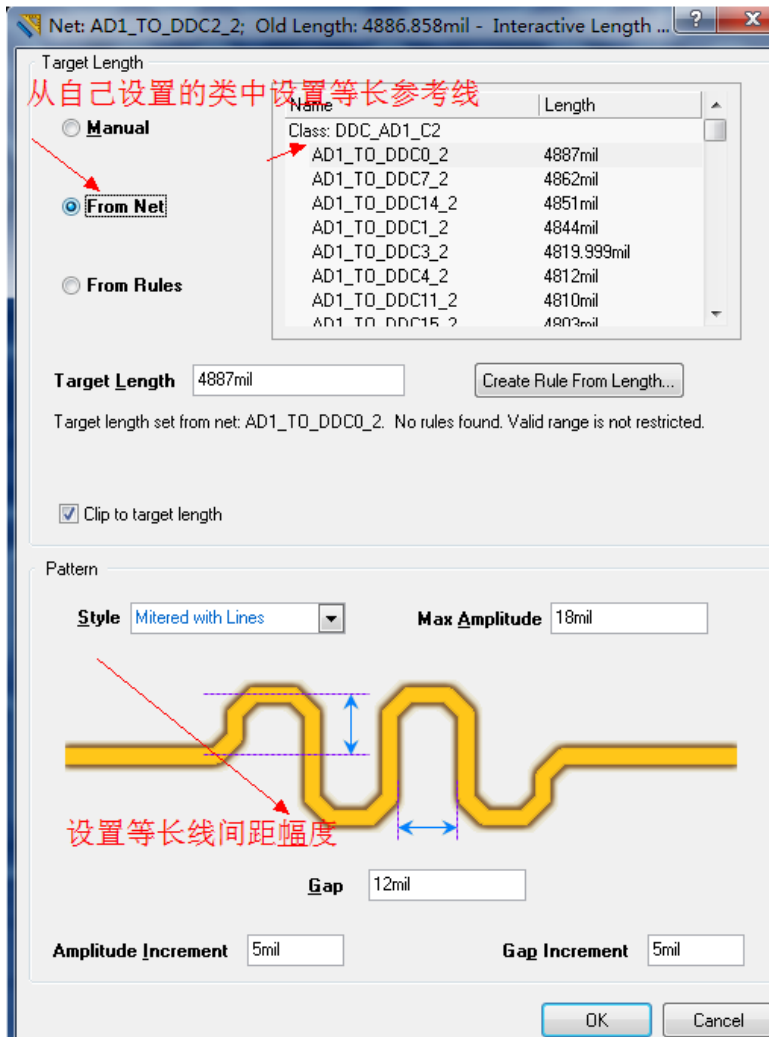 Net: AD1_TO_DDC2_2; Old Length: 4886.858mil - Interactive Length ...
Target Length
从自己设置的类中设置等长参考线
Name Length
Manual
Class: DDC_AD1_C2
AD1_TO_DDC0_2 4887mil
AD1_TO_DDC7_2 4862mil
From Net
AD1_TO_DDC14_2 4851mil
AD1_TO_DDC1_2 4844mil
AD1_TO_DDC3_2 4819.999mil
From Rules
AD1_TO_DDC4_2 4812mil
AD1_TO_DDC11_2 4810mil
AD1_TO_DDC15_2 4803mil
Target Length 4887mil Create Rule From Length...
Target length set from net: AD1_TO_DDC0_2. No rules found. Valid range is not restricted.
Clip to target length
Pattern
Style Mitered with Lines Max Amplitude 18mil
设置等长线间距幅度
Gap 12mil
Amplitude Increment 5mil Gap Increment 5mil
OK Cancel